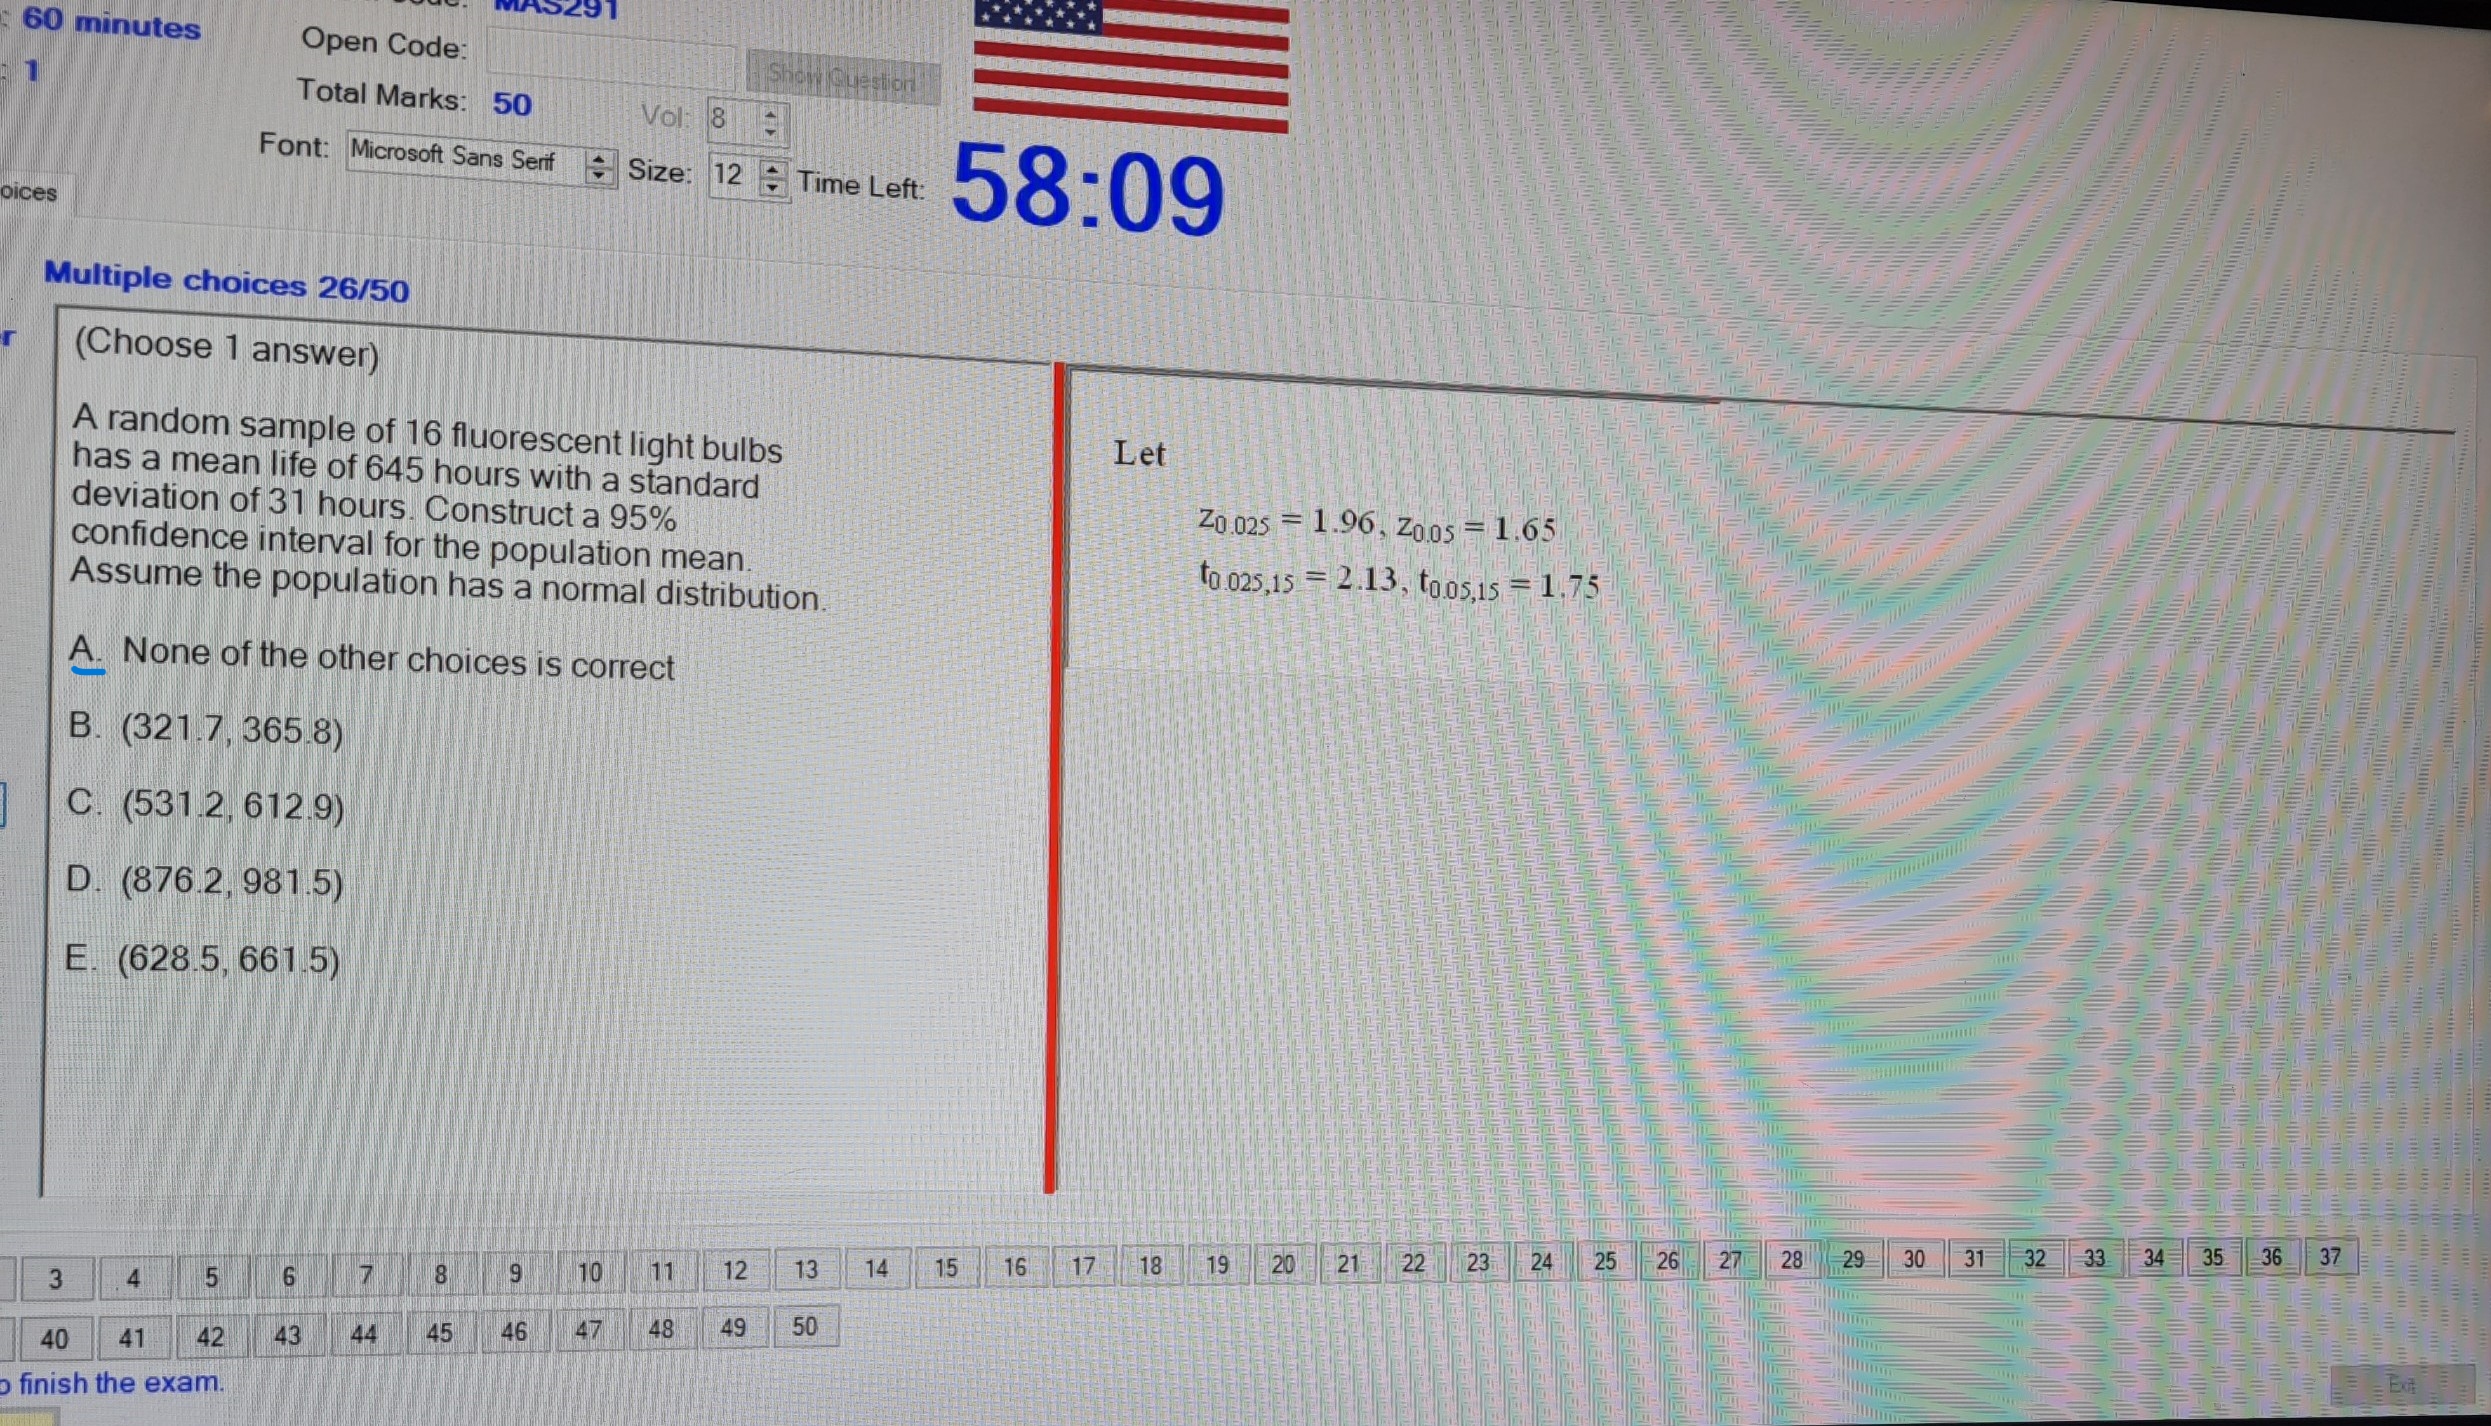 : 60 minutes
MAS291
Open Code:
Show Question
: 1
Total Marks: 50
Vol: 8
Font: Microsoft Sans Serif
Size: 12
Time Left: 58:09
oices
Multiple choices 26/50
r
(Choose 1 answer)
A random sample of 16 fluorescent light bulbs
has a mean life of 645 hours with a standard
deviation of 31 hours. Construct a 95%
confidence interval for the population mean.
Assume the population has a normal distribution.
A. None of the other choices is correct
B. (321.7, 365.8)
C. (531.2, 612.9)
D. (876.2, 981.5)
E. (628.5, 661.5)
Let
z0.025 = 1.96, z0.05 = 1.65
t0.025,15 = 2.13, t0.05,15 = 1.75
3 4 5 6 7 8 9 10 11 12 13 14 15 16 17 18 19 20 21 22 23 24 25 26 27 28 29 30 31 32 33 34 35 36 37
40 41 42 43 44 45 46 47 48 49 50
o finish the exam.
Exit